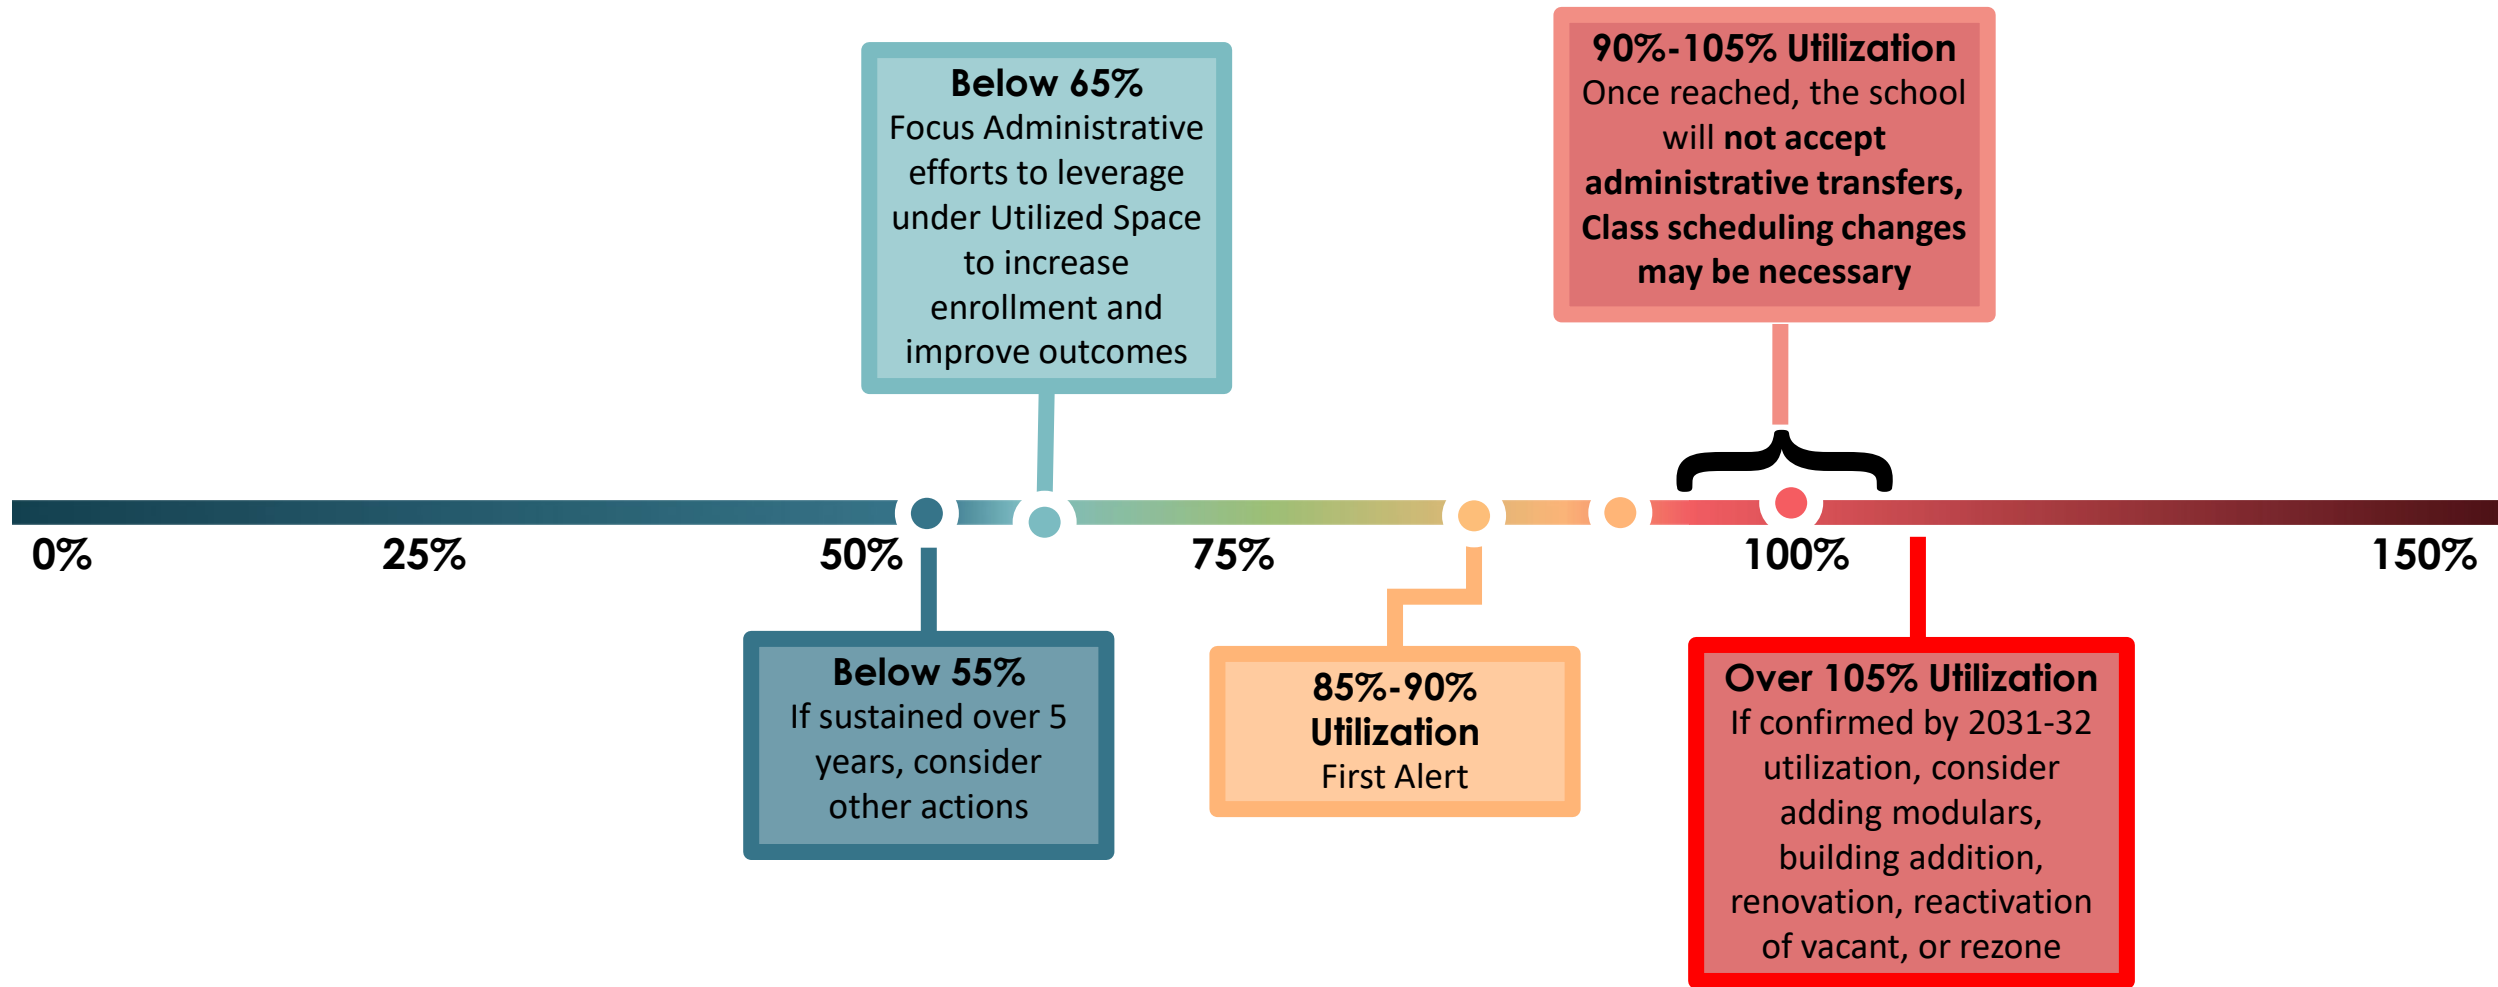 90%-105% Utilization
Once reached, the school
will not accept
administrative transfers,
Class scheduling changes
may be necessary
Below 65%
Focus Administrative
efforts to leverage
under Utilized Space
to increase
enrollment and
improve outcomes
0%
25%
50%
75%
100%
150%
Below 55%
If sustained over 5
years, consider
other actions
85%-90%
Utilization
First Alert
Over 105% Utilization
If confirmed by 2031-32
utilization, consider
adding modulars,
building addition,
renovation, reactivation
of vacant, or rezone